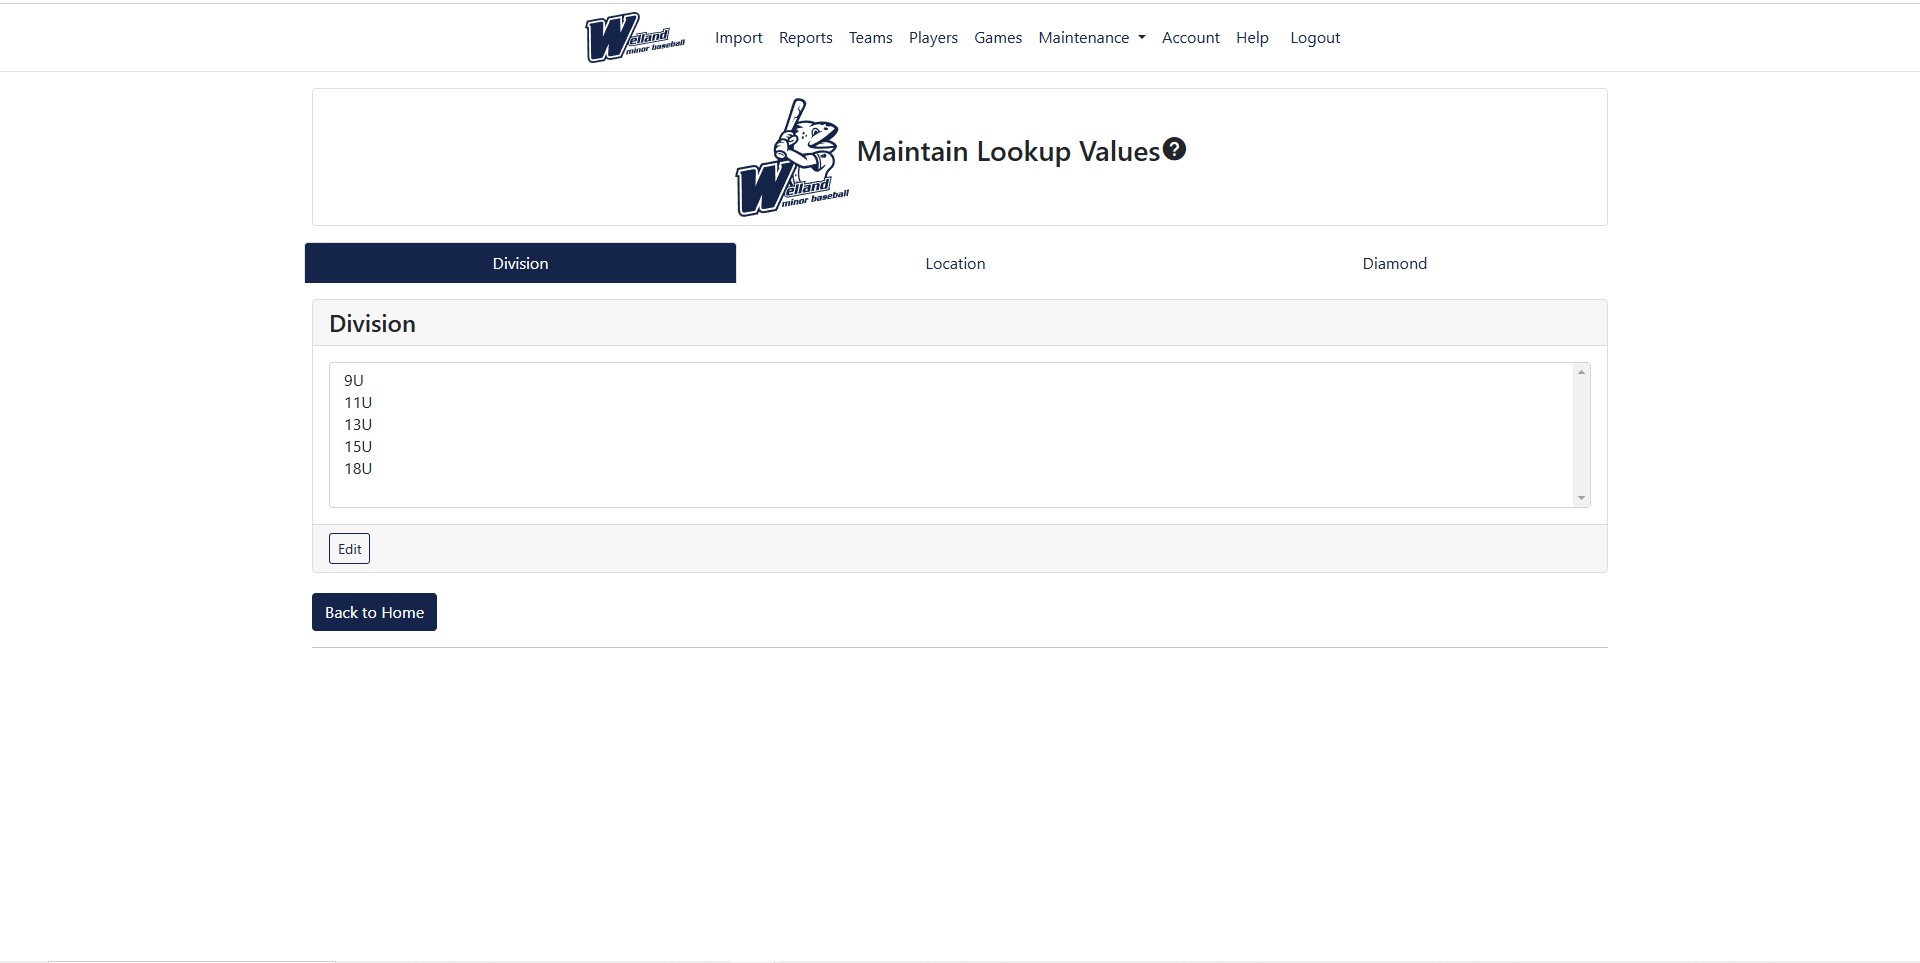 Welland minor baseball Import Reports Teams Players Games Maintenance Account Help Logout
Welland
minor baseball
Maintain Lookup Values?
Division Location Diamond
Division
9U
11U
13U
15U
18U
Edit
Back to Home